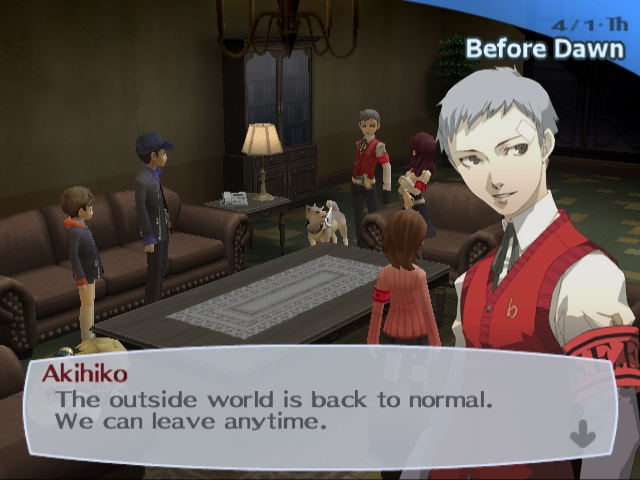 4/1·Th
Before Dawn
b
S.E.E.
Akihiko
The outside world is back to normal.
We can leave anytime.